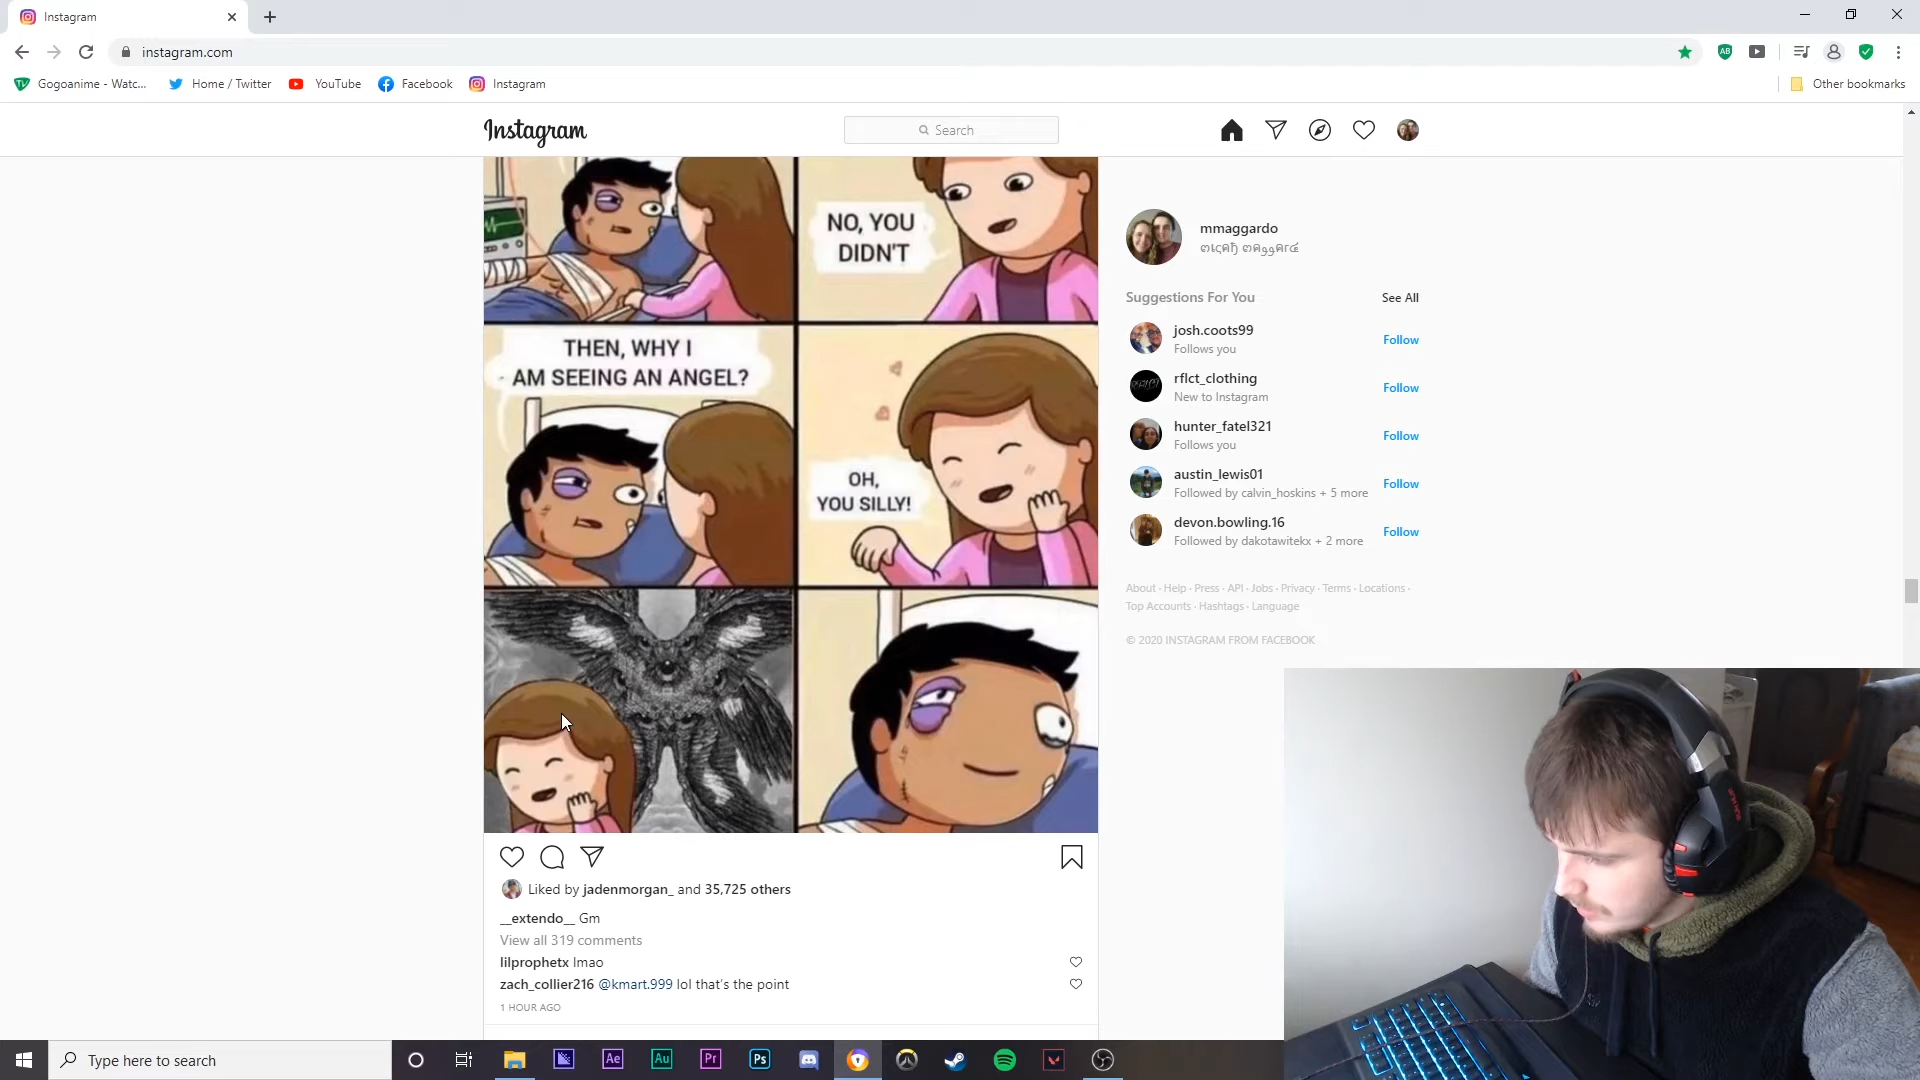 Instagram
instagram.com
Gogoanime - Watc...
Home / Twitter
YouTube
Facebook
Instagram
Other bookmarks
Instagram
Search
NO, YOU
DIDN'T
THEN, WHY I
AM SEEING AN ANGEL?
OH,
YOU SILLY!
Liked by jadenmorgan_ and 35,725 others
__extendo__ Gm
View all 319 comments
lilprophetx lmao
zach_collier216 @kmart.999 lol that's the point
1 HOUR AGO
mmaggardo
Suggestions For You
See All
josh.coots99
Follows you
Follow
rflct_clothing
New to Instagram
Follow
hunter_fatel321
Follows you
Follow
austin_lewis01
Followed by calvin_hoskins + 5 more
Follow
devon.bowling.16
Followed by dakotawitekx + 2 more
Follow
About · Help · Press · API · Jobs · Privacy · Terms · Locations ·
Top Accounts · Hashtags · Language
© 2020 INSTAGRAM FROM FACEBOOK
Type here to search
Ae
Au
Pr
Ps